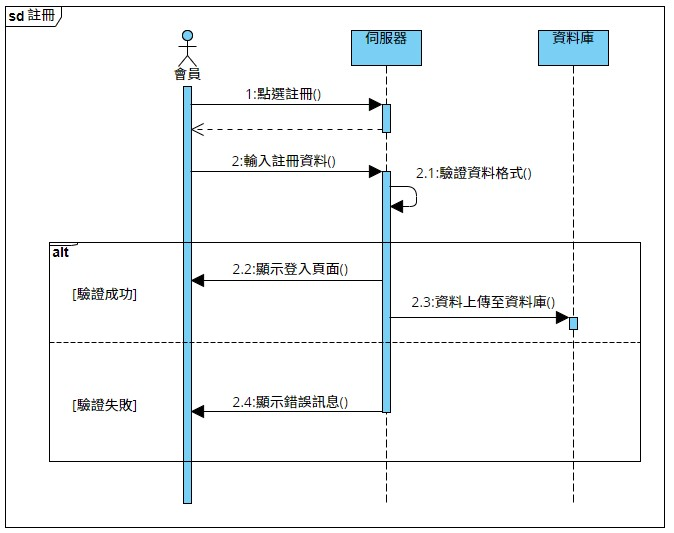 sd 註冊
會員
伺服器
資料庫
1:點選註冊()
2:輸入註冊資料()
2.1:驗證資料格式()
alt
2.2:顯示登入頁面()
[驗證成功]
2.3:資料上傳至資料庫()
[驗證失敗]
2.4:顯示錯誤訊息()